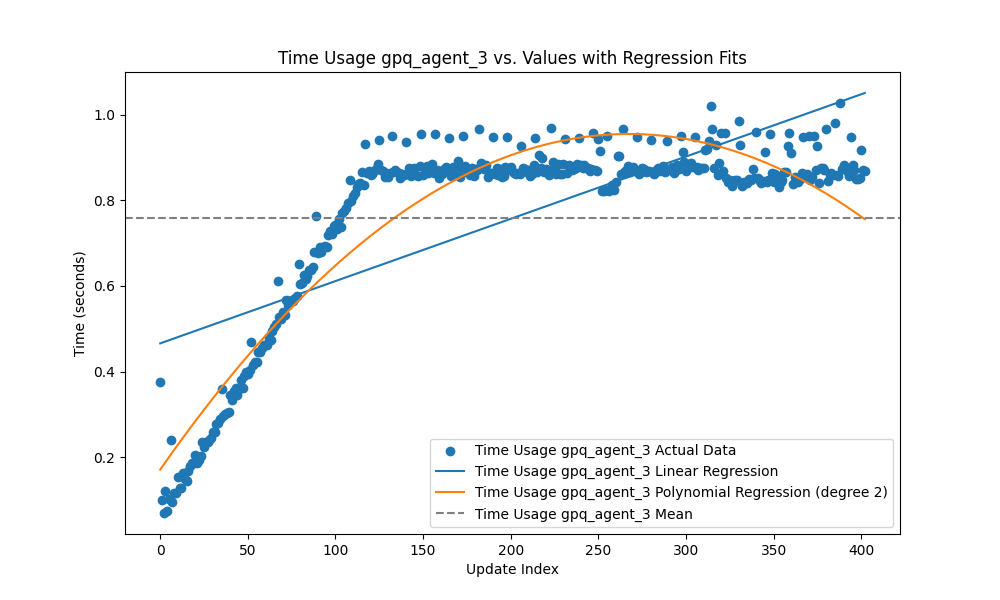 Time Usage gpq_agent_3 vs. Values with Regression Fits
Time (seconds)
1.0
0.8
0.6
0.4
0.2
0
50
100
150
200
250
300
350
400
Update Index
Time Usage gpq_agent_3 Actual Data
Time Usage gpq_agent_3 Linear Regression
Time Usage gpq_agent_3 Polynomial Regression (degree 2)
Time Usage gpq_agent_3 Mean